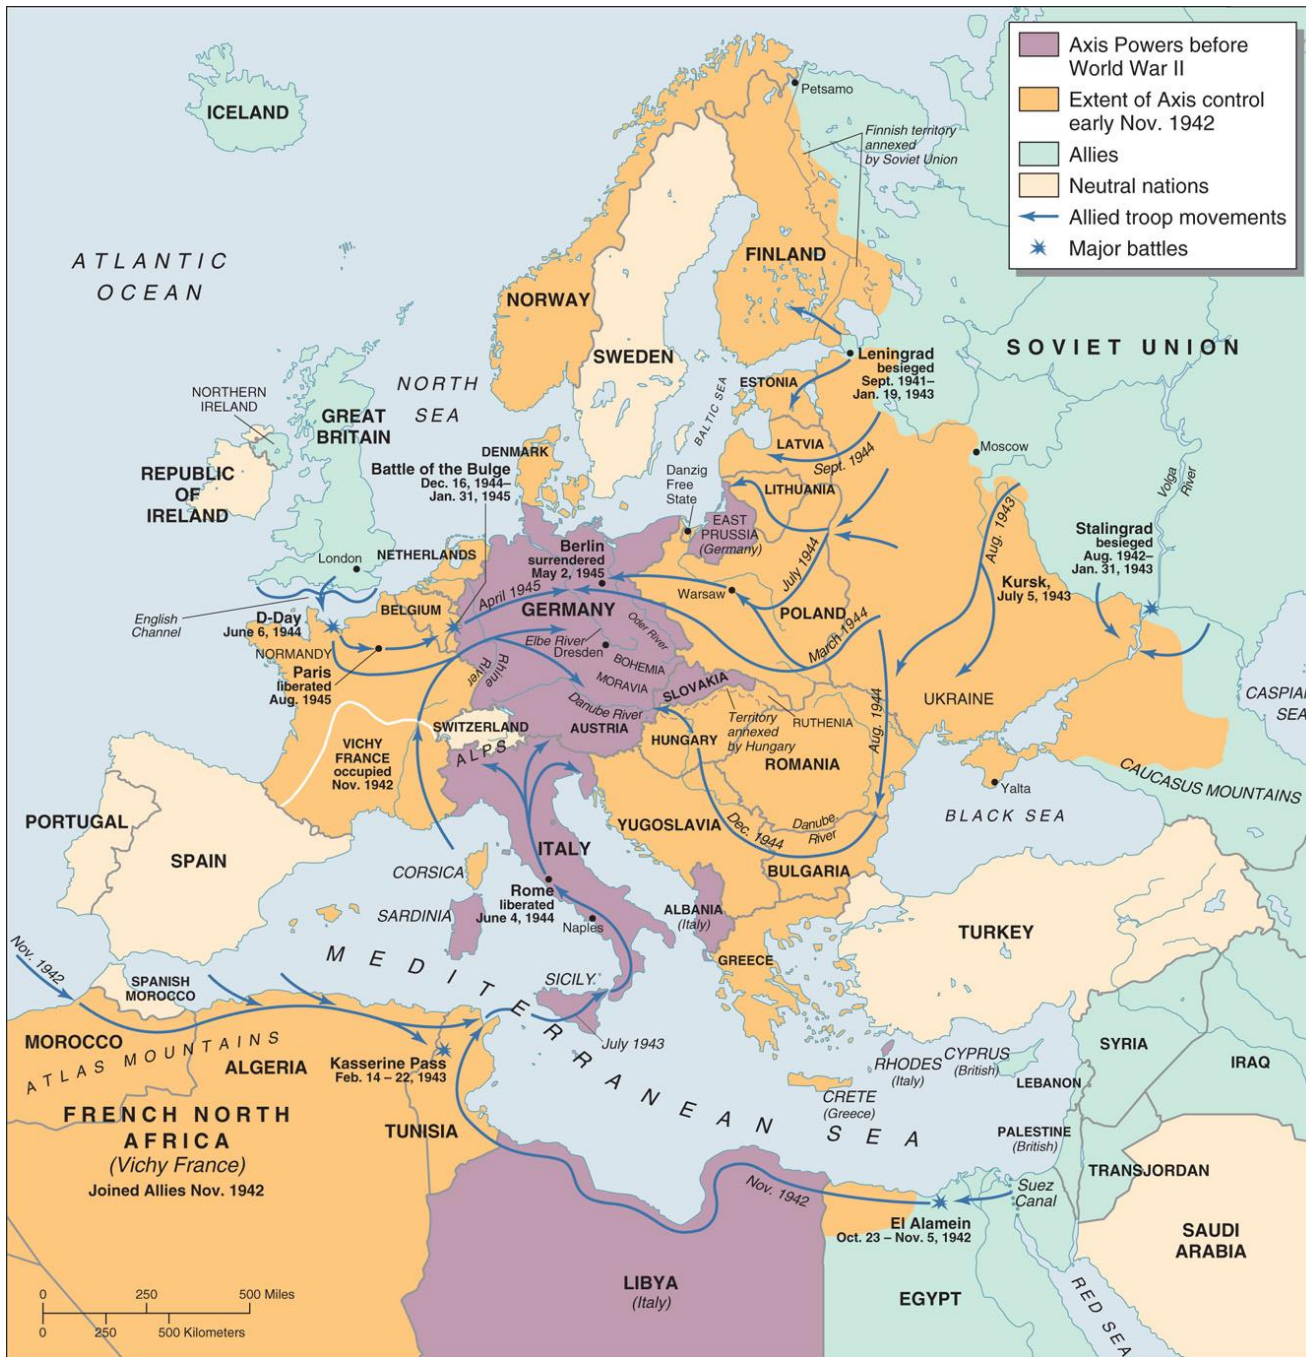 Axis Powers before
World War II
Extent of Axis control
early Nov. 1942
Allies
Neutral nations
Allied troop movements
Major battles
ICELAND
Petsamo
Finnish territory
annexed
by Soviet Union
ATLANTIC
OCEAN
FINLAND
NORWAY
SWEDEN
SOVIET UNION
Leningrad
besieged
Sept. 1941–
Jan. 19, 1943
NORTH
SEA
BALTIC SEA
ESTONIA
NORTHERN
IRELAND
GREAT
BRITAIN
LATVIA
Sept. 1944
Moscow
DENMARK
Battle of the Bulge
Dec. 16, 1944–
Jan. 31, 1945
Danzig
Free
State
LITHUANIA
REPUBLIC
OF
IRELAND
Volga
River
EAST
PRUSSIA
(Germany)
Aug. 1943
Stalingrad
besieged
Aug. 1942–
Jan. 31, 1943
London
NETHERLANDS
Berlin
surrendered
May 2, 1945
July 1944
Kursk,
July 5, 1943
English
Channel
D-Day
June 6, 1944
BELGIUM
April 1945
GERMANY
Warsaw
POLAND
NORMANDY
Elbe River
Dresden
Oder River
March 1944
Paris
liberated
Aug. 1945
Rhine
River
BOHEMIA
MORAVIA
SLOVAKIA
UKRAINE
CASPIAN
SEA
Danube River
Territory
annexed
by Hungary
RUTHENIA
Aug. 1944
SWITZERLAND
AUSTRIA
HUNGARY
ALPS
VICHY
FRANCE
occupied
Nov. 1942
ROMANIA
CAUCASUS MOUNTAINS
Yalta
BLACK SEA
PORTUGAL
SPAIN
YUGOSLAVIA
Dec. 1944
Danube
River
ITALY
CORSICA
BULGARIA
Rome
liberated
June 4, 1944
SARDINIA
Naples
ALBANIA
(Italy)
TURKEY
GREECE
Nov. 1942
MEDITERRANEAN SEA
SPANISH
MOROCCO
SICILY
MOROCCO
ATLAS MOUNTAINS
ALGERIA
Kasserine Pass
Feb. 14 – 22, 1943
July 1943
RHODES
(Italy)
CYPRUS
(British)
SYRIA
IRAQ
LEBANON
CRETE
(Greece)
FRENCH NORTH
AFRICA
(Vichy France)
Joined Allies Nov. 1942
TUNISIA
PALESTINE
(British)
TRANSJORDAN
Nov. 1942
Suez
Canal
El Alamein
Oct. 23 – Nov. 5, 1942
SAUDI
ARABIA
LIBYA
(Italy)
EGYPT
RED SEA
0 250 500 Miles
0 250 500 Kilometers